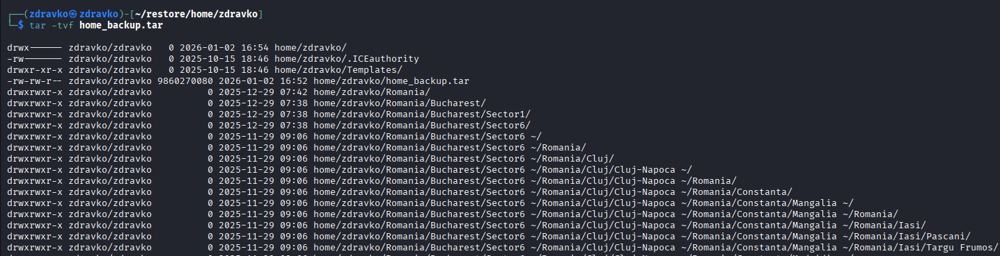 ┌──(zdravko㉿zdravko)-[~/restore/home/zdravko]
└─$ tar -tvf home_backup.tar
drwx------ zdravko/zdravko 0 2026-01-02 16:54 home/zdravko/
-rw------- zdravko/zdravko 0 2025-10-15 18:46 home/zdravko/.ICEauthority
drwxr-xr-x zdravko/zdravko 0 2025-10-15 18:46 home/zdravko/Templates/
-rw-rw-r-- zdravko/zdravko 9860270080 2026-01-02 16:52 home/zdravko/home_backup.tar
drwxrwxr-x zdravko/zdravko 0 2025-12-29 07:42 home/zdravko/Romania/
drwxrwxr-x zdravko/zdravko 0 2025-12-29 07:38 home/zdravko/Romania/Bucharest/
drwxrwxr-x zdravko/zdravko 0 2025-12-29 07:38 home/zdravko/Romania/Bucharest/Sector1/
drwxrwxr-x zdravko/zdravko 0 2025-12-29 07:38 home/zdravko/Romania/Bucharest/Sector6/
drwxrwxr-x zdravko/zdravko 0 2025-11-29 09:06 home/zdravko/Romania/Bucharest/Sector6 ~/
drwxrwxr-x zdravko/zdravko 0 2025-11-29 09:06 home/zdravko/Romania/Bucharest/Sector6 ~/Romania/
drwxrwxr-x zdravko/zdravko 0 2025-11-29 09:06 home/zdravko/Romania/Bucharest/Sector6 ~/Romania/Cluj/
drwxrwxr-x zdravko/zdravko 0 2025-11-29 09:06 home/zdravko/Romania/Bucharest/Sector6 ~/Romania/Cluj/Cluj-Napoca ~/
drwxrwxr-x zdravko/zdravko 0 2025-11-29 09:06 home/zdravko/Romania/Bucharest/Sector6 ~/Romania/Cluj/Cluj-Napoca ~/Romania/
drwxrwxr-x zdravko/zdravko 0 2025-11-29 09:06 home/zdravko/Romania/Bucharest/Sector6 ~/Romania/Cluj/Cluj-Napoca ~/Romania/Constanta/
drwxrwxr-x zdravko/zdravko 0 2025-11-29 09:06 home/zdravko/Romania/Bucharest/Sector6 ~/Romania/Cluj/Cluj-Napoca ~/Romania/Constanta/Mangalia ~/
drwxrwxr-x zdravko/zdravko 0 2025-11-29 09:06 home/zdravko/Romania/Bucharest/Sector6 ~/Romania/Cluj/Cluj-Napoca ~/Romania/Constanta/Mangalia ~/Romania/
drwxrwxr-x zdravko/zdravko 0 2025-11-29 09:06 home/zdravko/Romania/Bucharest/Sector6 ~/Romania/Cluj/Cluj-Napoca ~/Romania/Constanta/Mangalia ~/Romania/Iasi/
drwxrwxr-x zdravko/zdravko 0 2025-11-29 09:06 home/zdravko/Romania/Bucharest/Sector6 ~/Romania/Cluj/Cluj-Napoca ~/Romania/Constanta/Mangalia ~/Romania/Iasi/Pascani/
drwxrwxr-x zdravko/zdravko 0 2025-11-29 09:06 home/zdravko/Romania/Bucharest/Sector6 ~/Romania/Cluj/Cluj-Napoca ~/Romania/Constanta/Mangalia ~/Romania/Iasi/Targu Frumos/